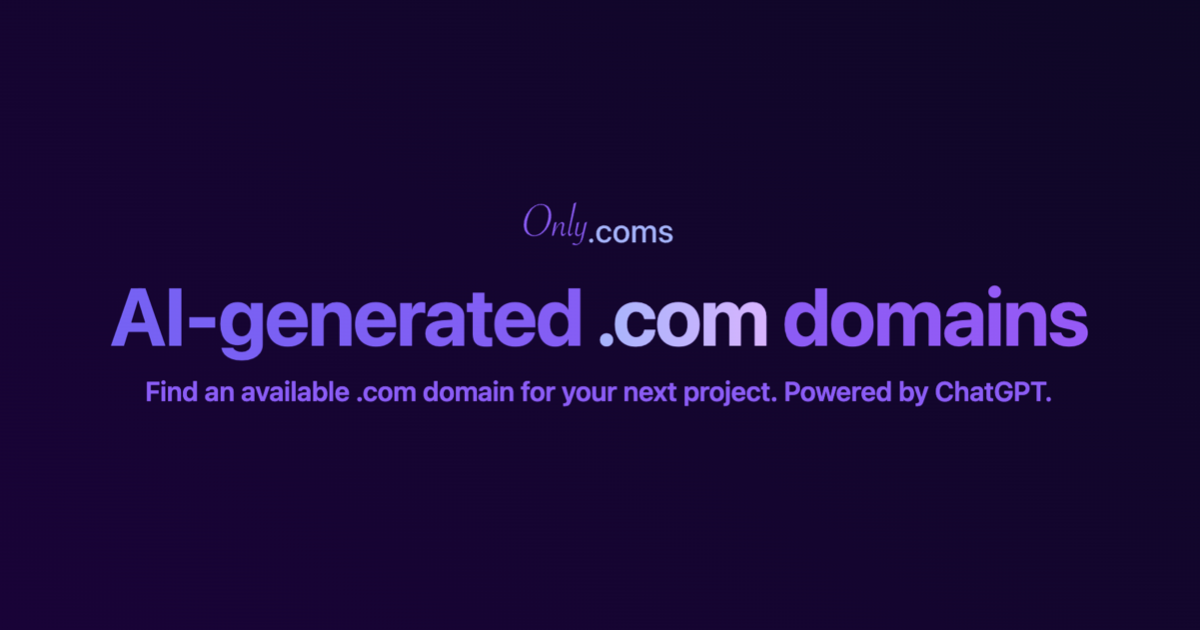 Only.coms
AI-generated .com domains
Find an available .com domain for your next project. Powered by ChatGPT.